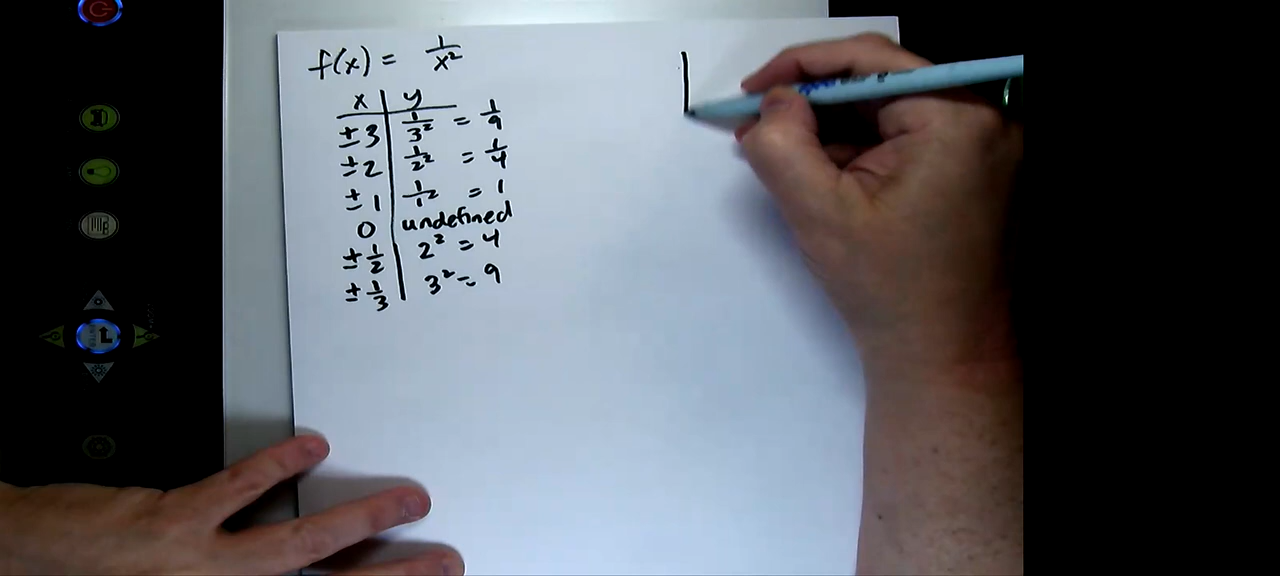 f(x) = 1/x²
x | y
±3 | 1/3² = 1/9
±2 | 1/2² = 1/4
±1 | 1/1² = 1
0 | undefined
±1/2 | 2² = 4
±1/3 | 3² = 9